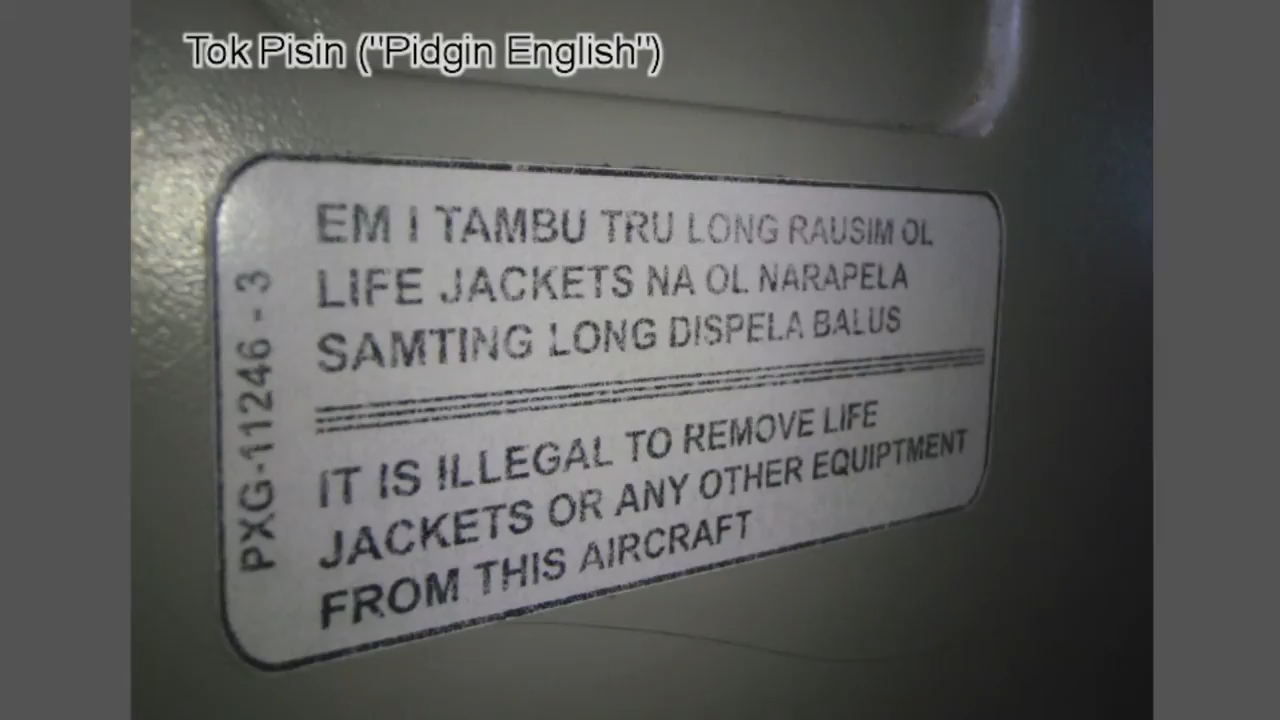 Tok Pisin ("Pidgin English")
EM I TAMBU TRU LONG RAUSIM OL
LIFE JACKETS NA OL NARAPELA
SAMTING LONG DISPELA BALUS
IT IS ILLEGAL TO REMOVE LIFE
JACKETS OR ANY OTHER EQUIPTMENT
FROM THIS AIRCRAFT
PXG-11246 - 3